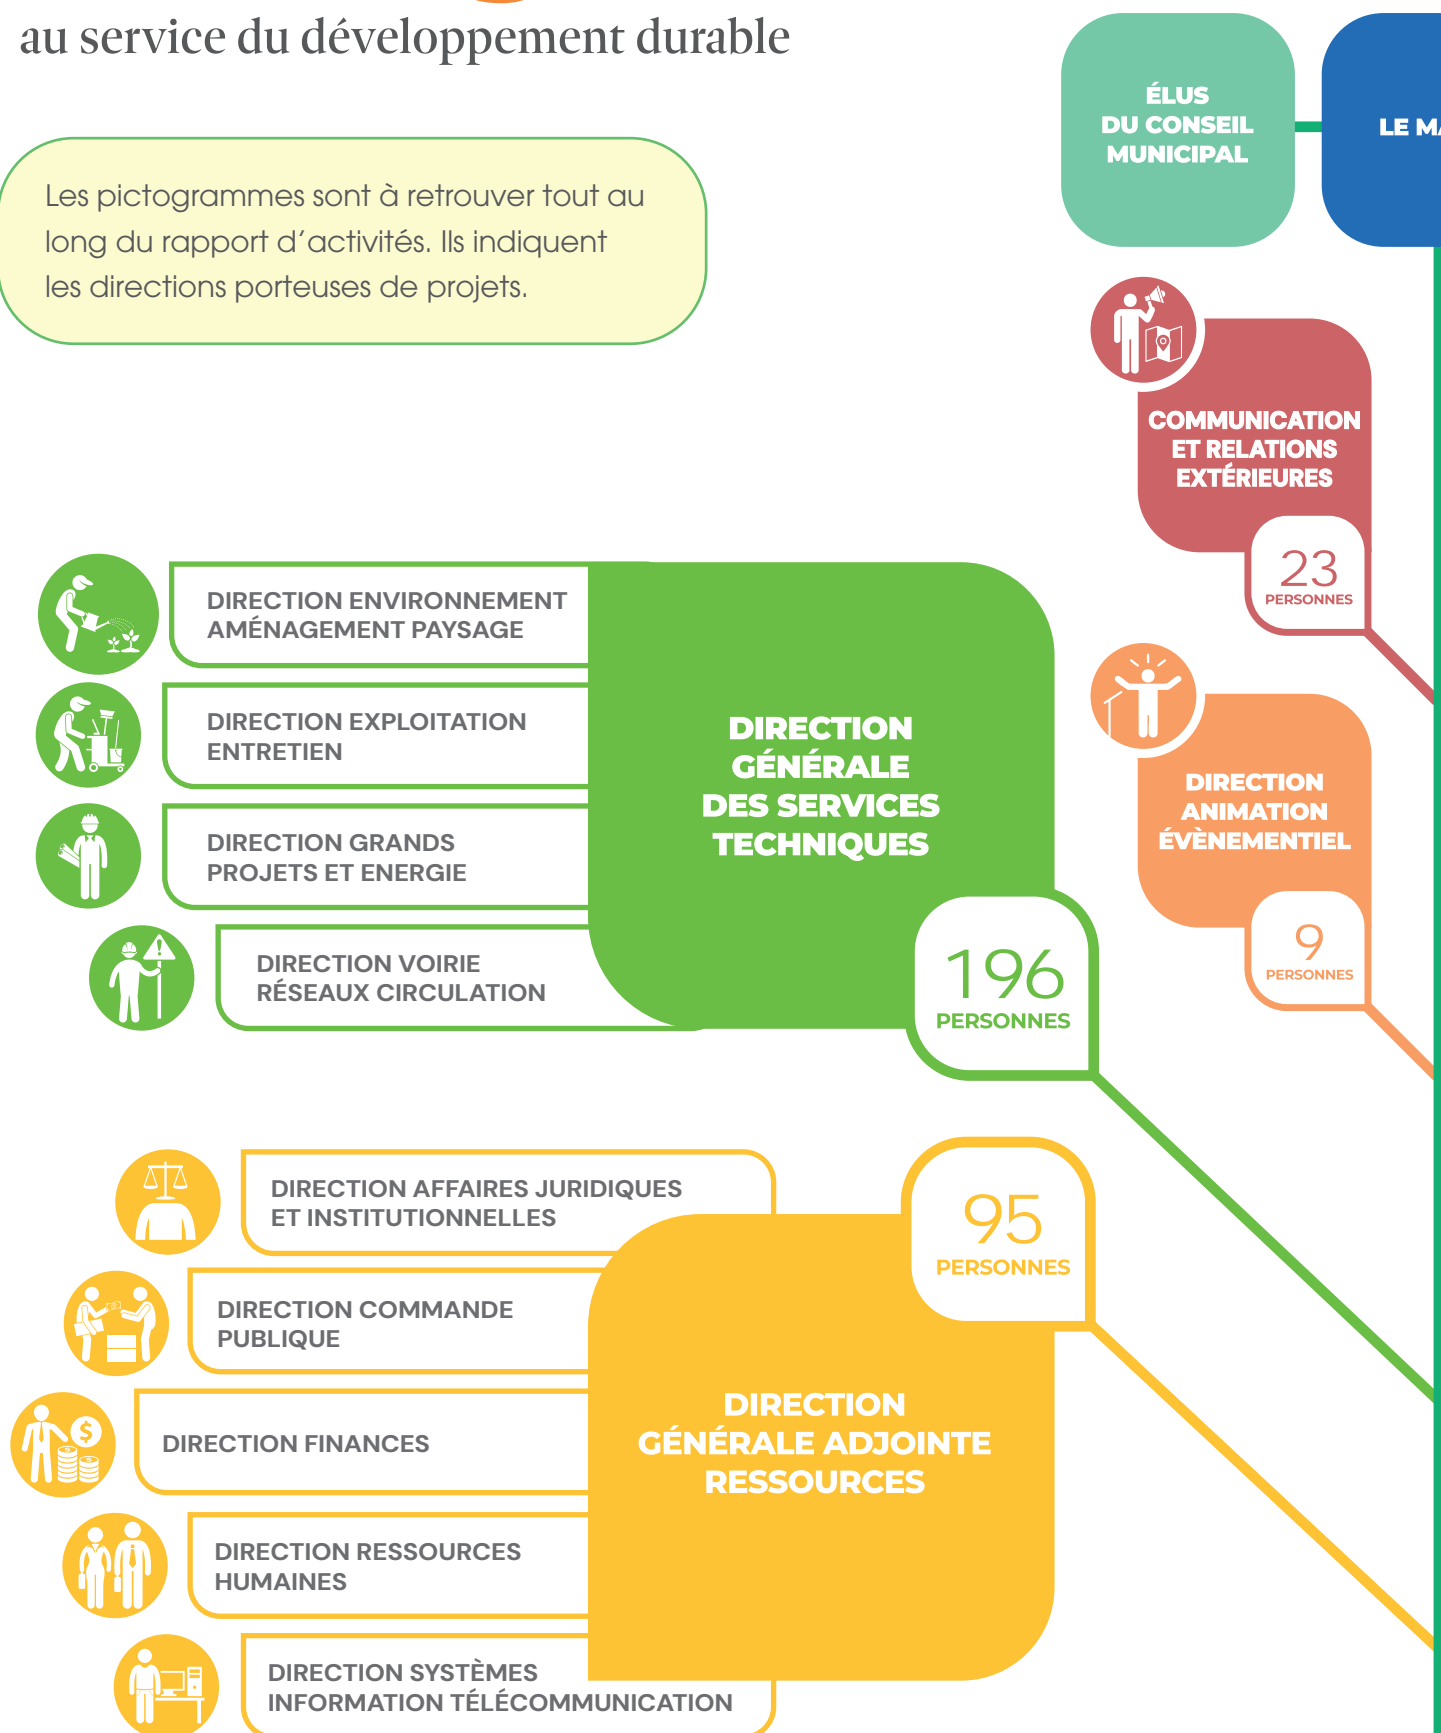 au service du développement durable
Les pictogrammes sont à retrouver tout au
long du rapport d'activités. Ils indiquent
les directions porteuses de projets.
ÉLUS
DU CONSEIL
MUNICIPAL
LE
COMMUNICATION
ET RELATIONS
EXTÉRIEURES
23
PERSONNES
DIRECTION
ANIMATION
ÉVÈNEMENTIEL
9
PERSONNES
DIRECTION ENVIRONNEMENT
AMÉNAGEMENT PAYSAGE
DIRECTION EXPLOITATION
ENTRETIEN
DIRECTION GRANDS
PROJETS ET ENERGIE
DIRECTION VOIRIE
RÉSEAUX CIRCULATION
DIRECTION
GÉNÉRALE
DES SERVICES
TECHNIQUES
196
PERSONNES
DIRECTION AFFAIRES JURIDIQUES
ET INSTITUTIONNELLES
DIRECTION COMMANDE
PUBLIQUE
DIRECTION FINANCES
DIRECTION RESSOURCES
HUMAINES
DIRECTION SYSTÈMES
INFORMATION TÉLÉCOMMUNICATION
95
PERSONNES
DIRECTION
GÉNÉRALE ADJOINTE
RESSOURCES